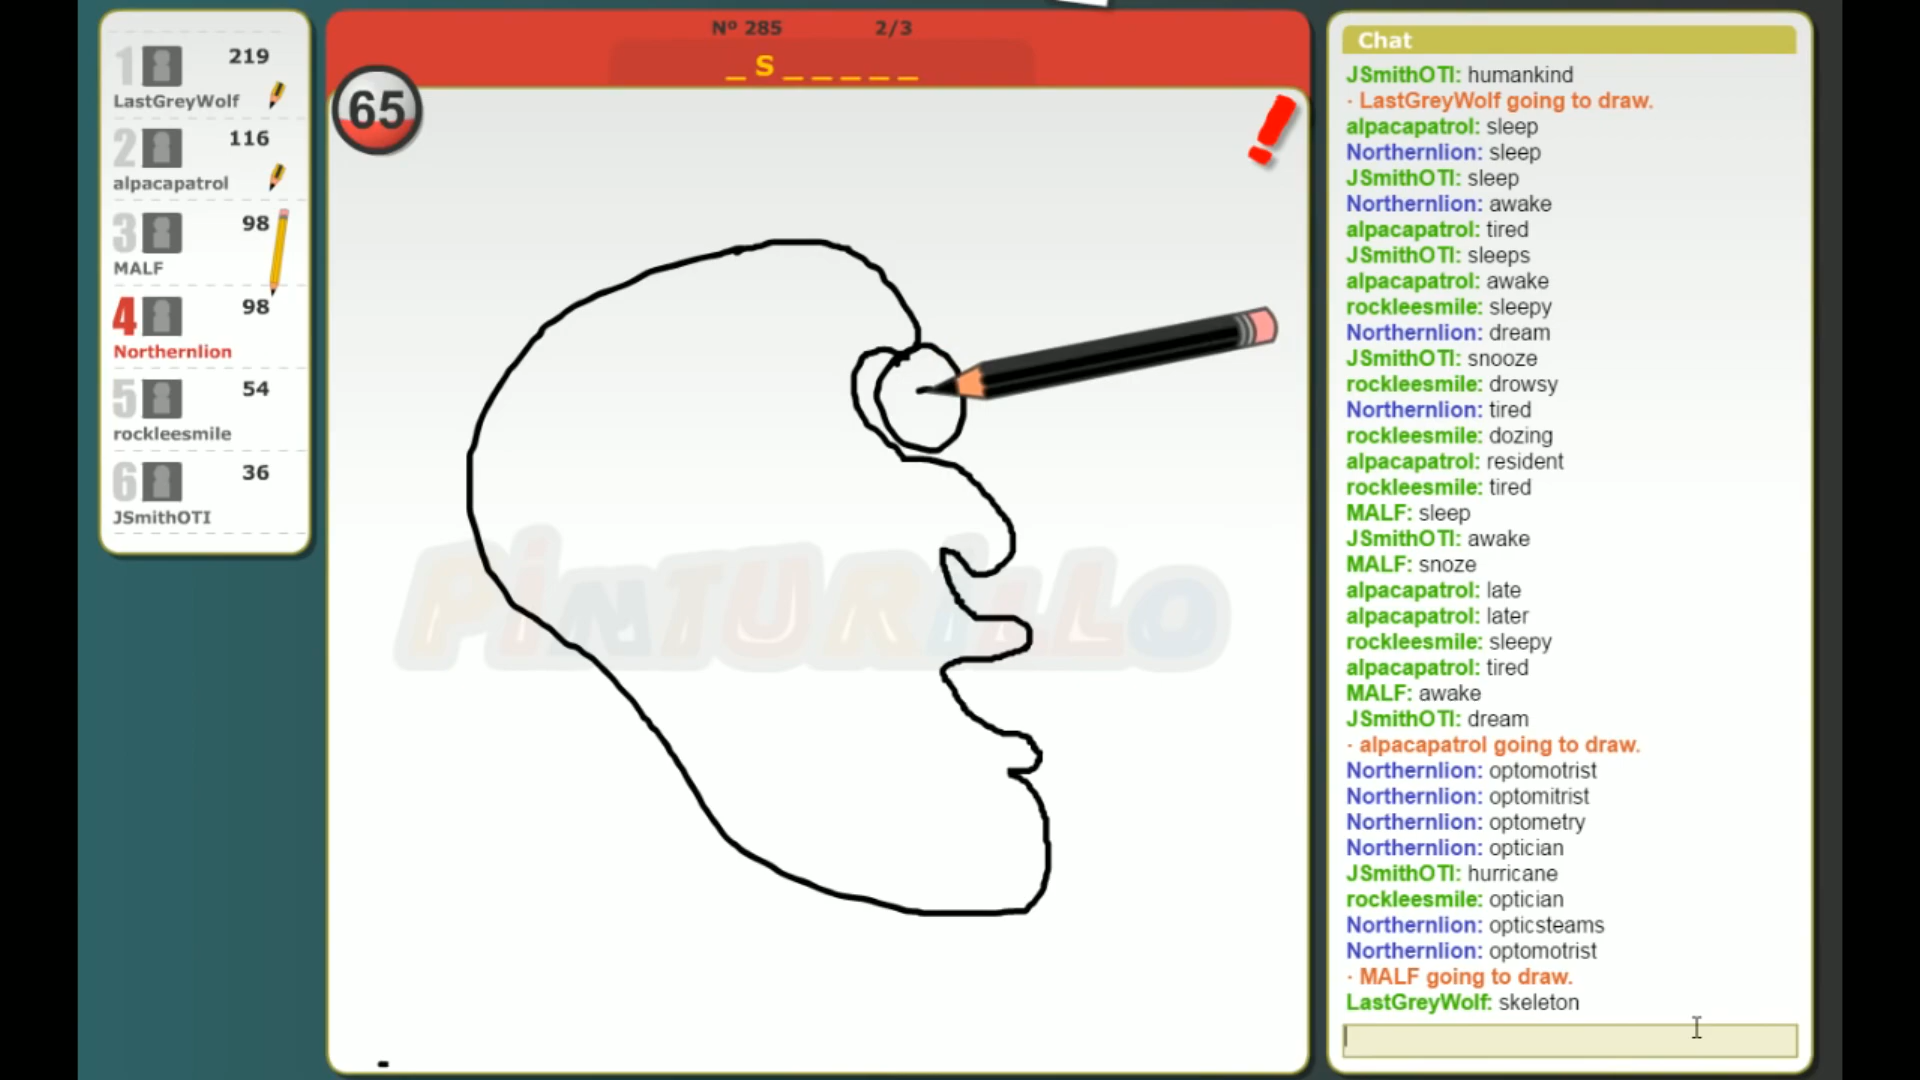 1 219
LastGreyWolf
2 116
alpacapatrol
3 98
MALF
4 98
Northernlion
5 54
rockleesmile
6 36
JSmithOTI
Nº 285 2/3
_ S _ _ _ _ _
65
!
PINTURILLO
Chat
JSmithOTI: humankind
· LastGreyWolf going to draw.
alpacapatrol: sleep
Northernlion: sleep
JSmithOTI: sleep
Northernlion: awake
alpacapatrol: tired
JSmithOTI: sleeps
alpacapatrol: awake
rockleesmile: sleepy
Northernlion: dream
JSmithOTI: snooze
rockleesmile: drowsy
Northernlion: tired
rockleesmile: dozing
alpacapatrol: resident
rockleesmile: tired
MALF: sleep
JSmithOTI: awake
MALF: snoze
alpacapatrol: late
alpacapatrol: later
rockleesmile: sleepy
alpacapatrol: tired
MALF: awake
JSmithOTI: dream
· alpacapatrol going to draw.
Northernlion: optomotrist
Northernlion: optomitrist
Northernlion: optometry
Northernlion: optician
JSmithOTI: hurricane
rockleesmile: optician
Northernlion: opticsteams
Northernlion: optomotrist
· MALF going to draw.
LastGreyWolf: skeleton